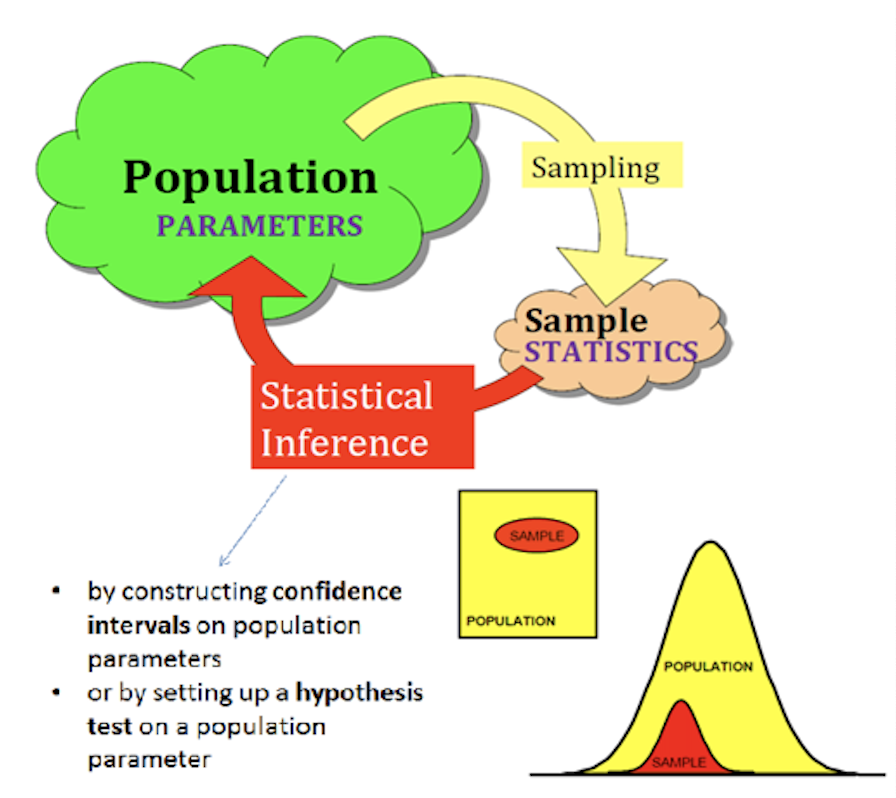 Population
PARAMETERS
Sampling
Sample
STATISTICS
Statistical
Inference
• by constructing confidence
intervals on population
parameters
• or by setting up a hypothesis
test on a population
parameter
SAMPLE
POPULATION
POPULATION
SAMPLE